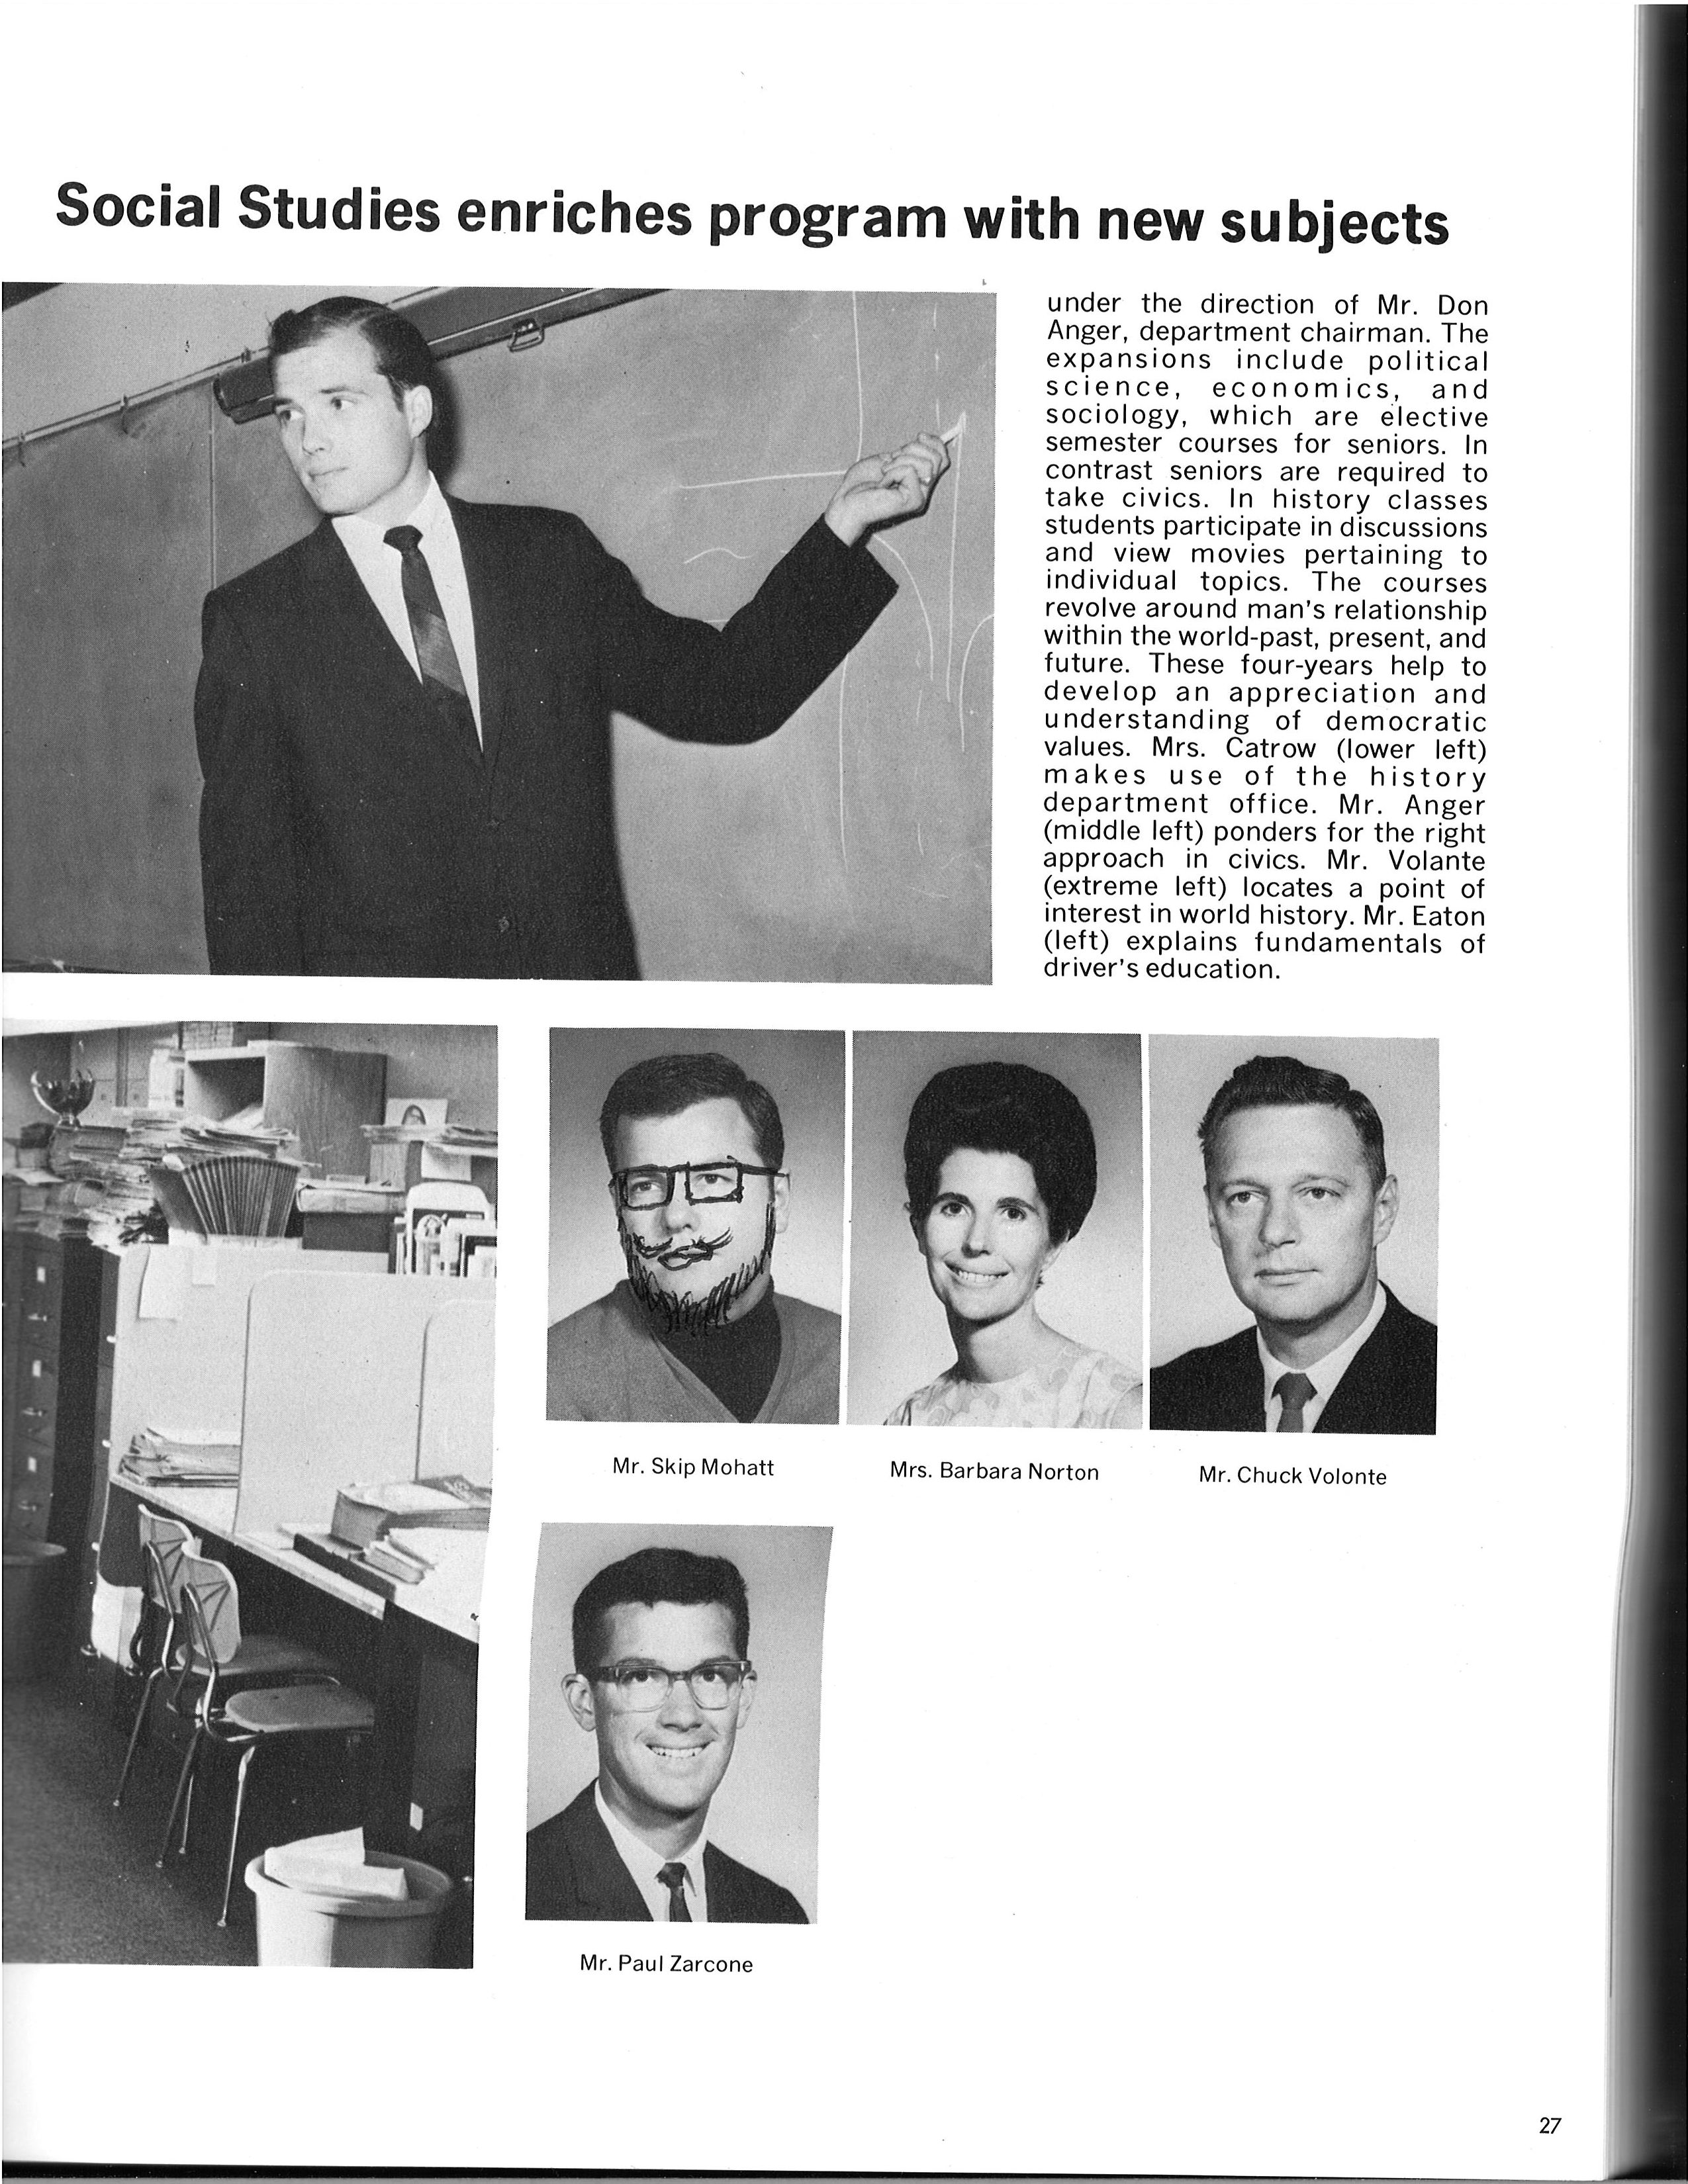 Social Studies enriches program with new subjects
under the direction of Mr. Don
Anger, department chairman. The
expansions include political
science, economics, and
sociology, which are elective
semester courses for seniors. In
contrast seniors are required to
take civics. In history classes
students participate in discussions
and view movies pertaining to
individual topics. The courses
revolve around man's relationship
within the world-past, present, and
future. These four-years help to
develop an appreciation and
understanding of democratic
values. Mrs. Catrow (lower left)
makes use of the history
department office. Mr. Anger
(middle left) ponders for the right
approach in civics. Mr. Volante
(extreme left) locates a point of
interest in world history. Mr. Eaton
(left) explains fundamentals of
driver's education.
Mr. Skip Mohatt
Mrs. Barbara Norton
Mr. Chuck Volonte
Mr. Paul Zarcone
27